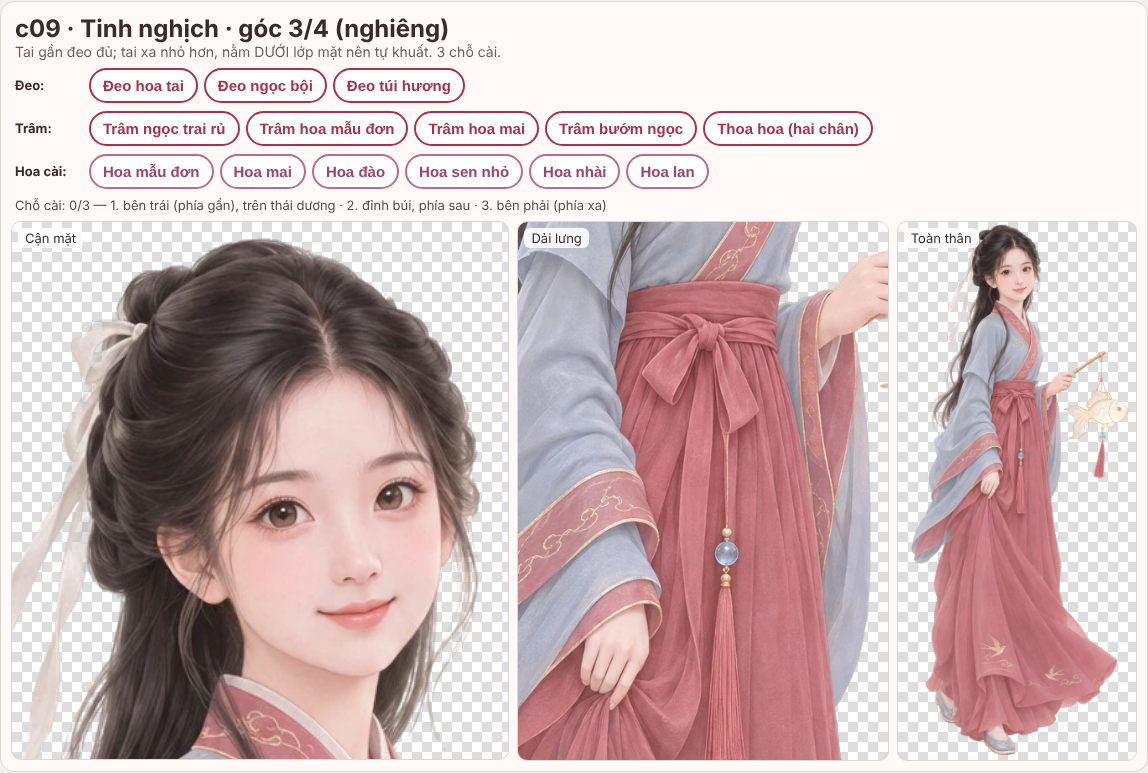 c09 · Tinh nghịch · góc 3/4 (nghiêng)
Tai gần đeo đủ; tai xa nhỏ hơn, nằm DƯỚI lớp mặt nên tự khuất. 3 chỗ cài.
Đeo: Đeo hoa tai Đeo ngọc bội Đeo túi hương
Trâm: Trâm ngọc trai rủ Trâm hoa mẫu đơn Trâm hoa mai Trâm bướm ngọc Thoa hoa (hai chân)
Hoa cài: Hoa mẫu đơn Hoa mai Hoa đào Hoa sen nhỏ Hoa nhài Hoa lan
Chỗ cài: 0/3 — 1. bên trái (phía gần), trên thái dương · 2. đỉnh búi, phía sau · 3. bên phải (phía xa)
Cận mặt Dải lưng Toàn thân